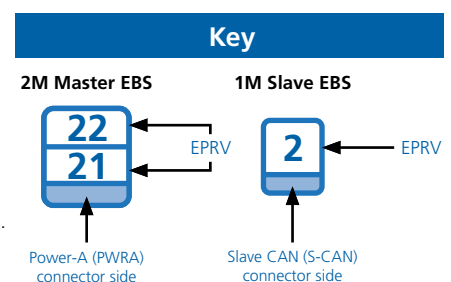 Key
2M Master EBS
1M Slave EBS
22
21
EPRV
2
EPRV
.
Power-A (PWRA)
connector side
Slave CAN (S-CAN)
connector side